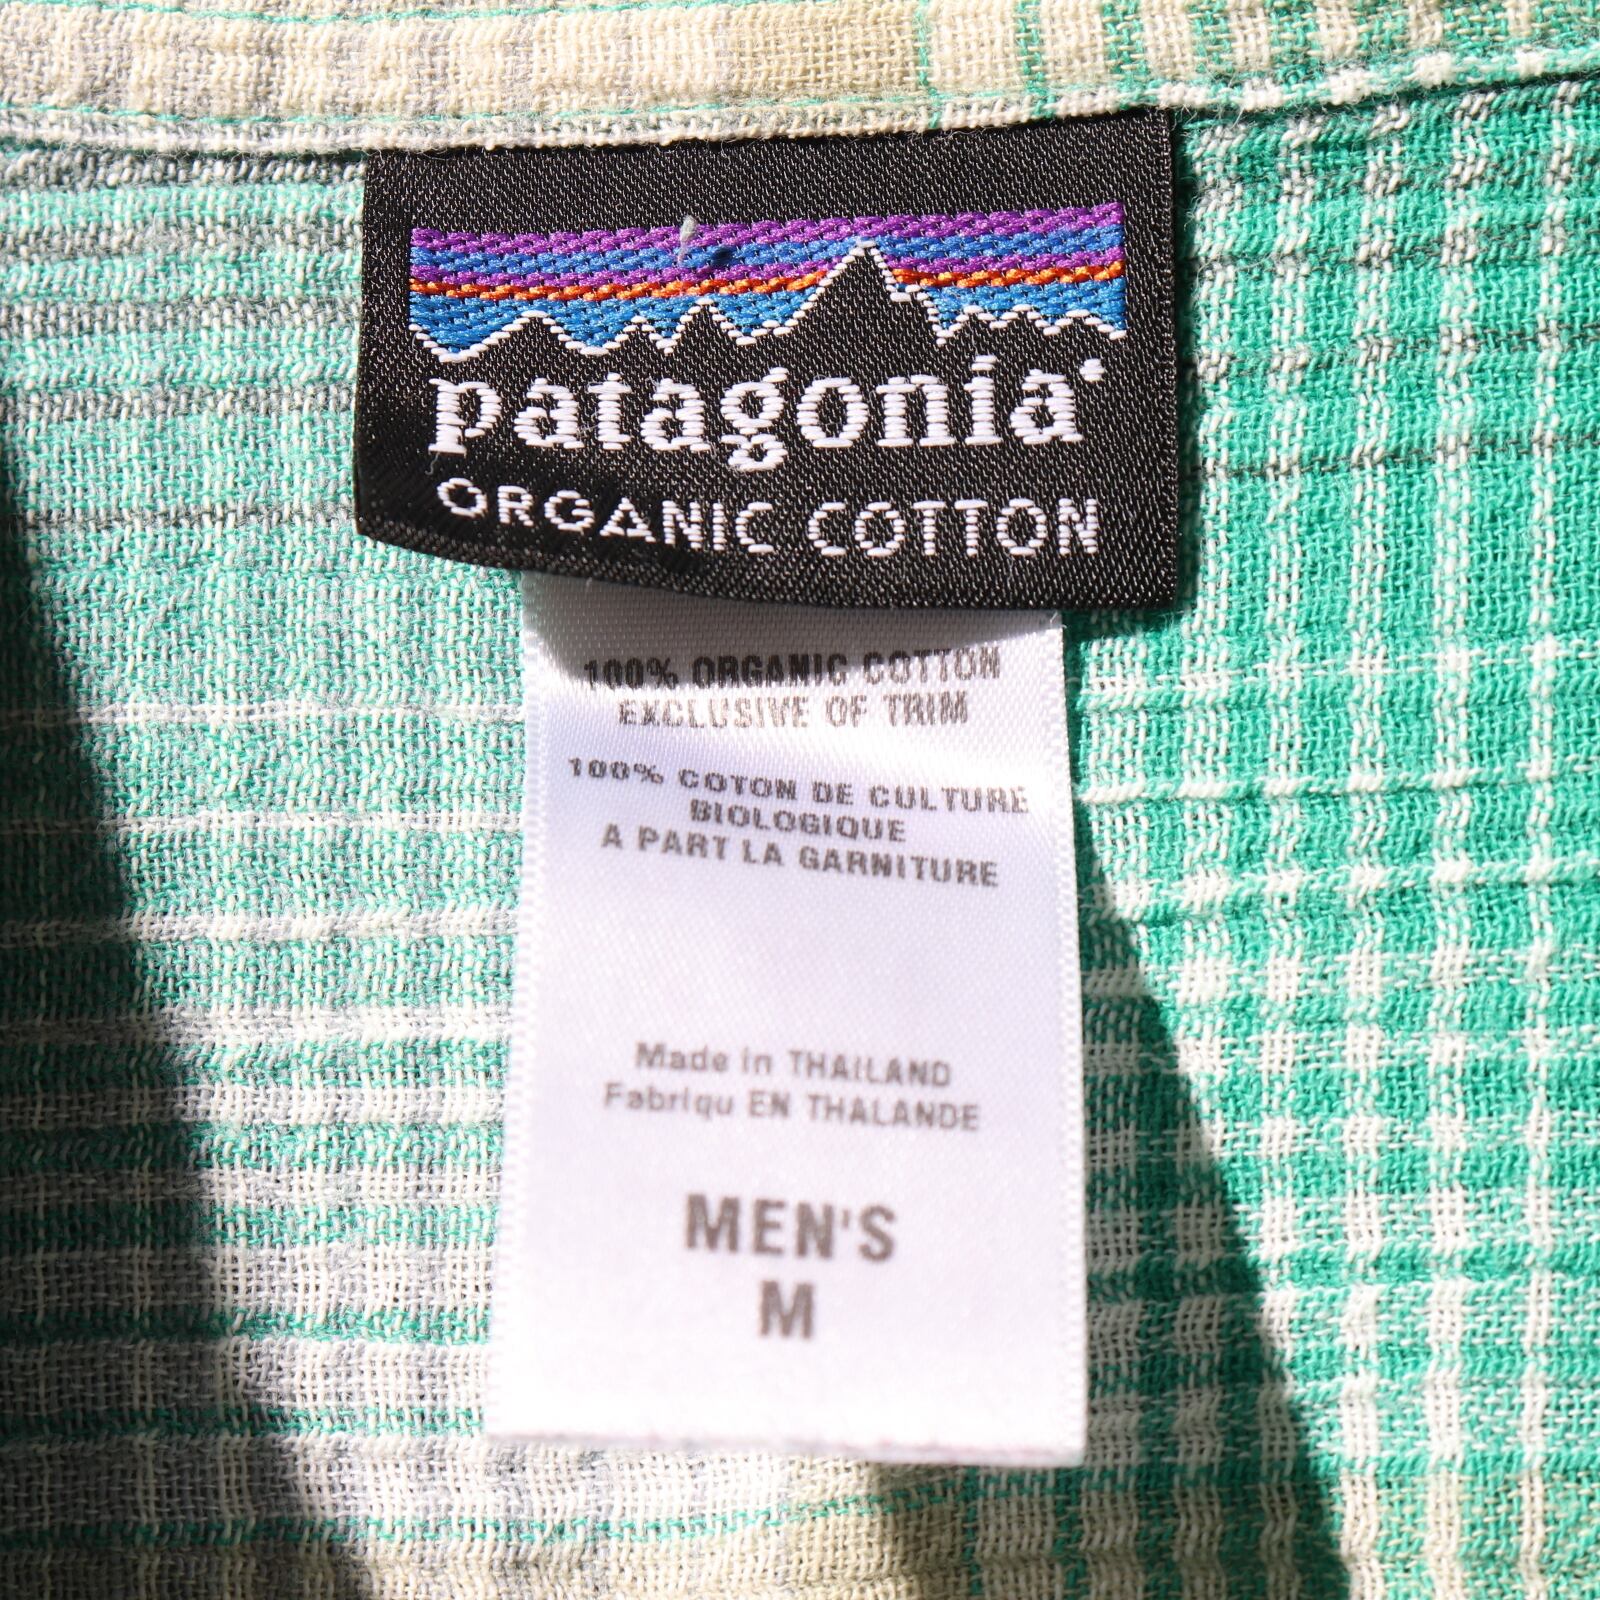 patagonia
ORGANIC COTTON
100% ORGANIC COTTON
EXCLUSIVE OF TRIM
100% COTON DE CULTURE
BIOLOGIQUE
A PART LA GARNITURE
Made in THAILAND
Fabriqu EN THALANDE
MEN'S
M